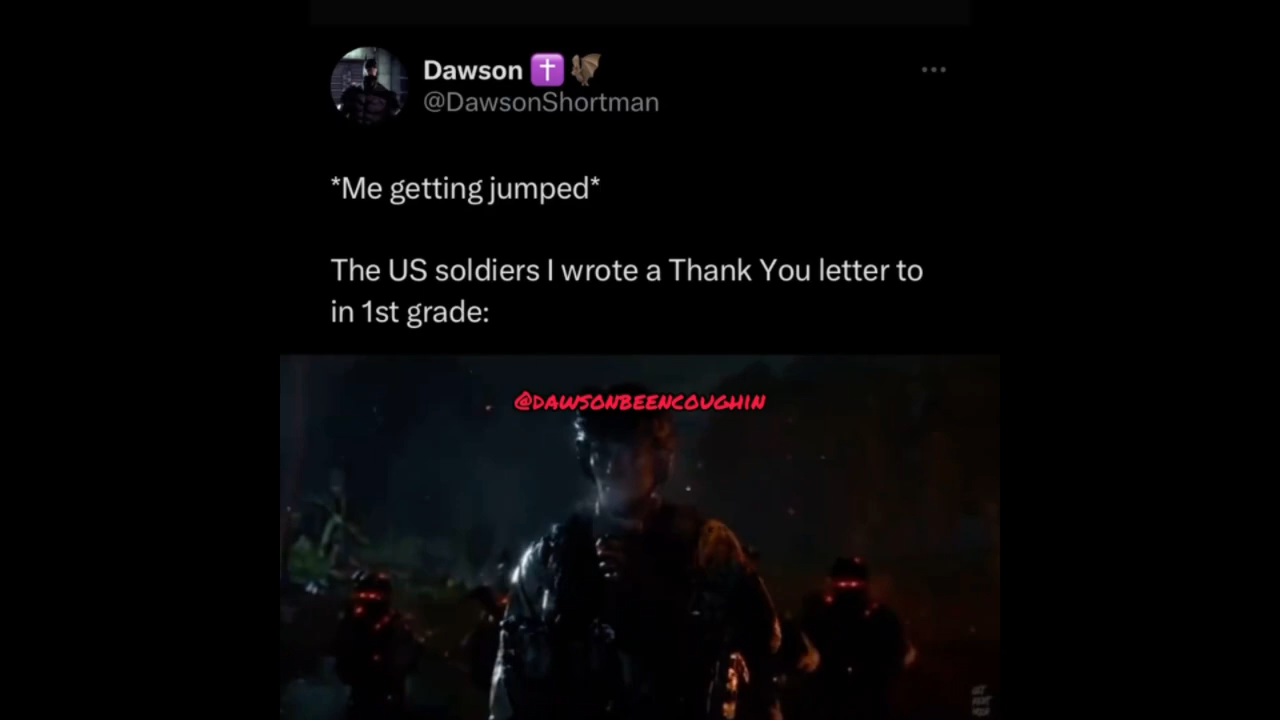 Dawson ✝️🦇
@DawsonShortman
*Me getting jumped*
The US soldiers I wrote a Thank You letter to
in 1st grade:
@DAWSONBEENCOUGHIN